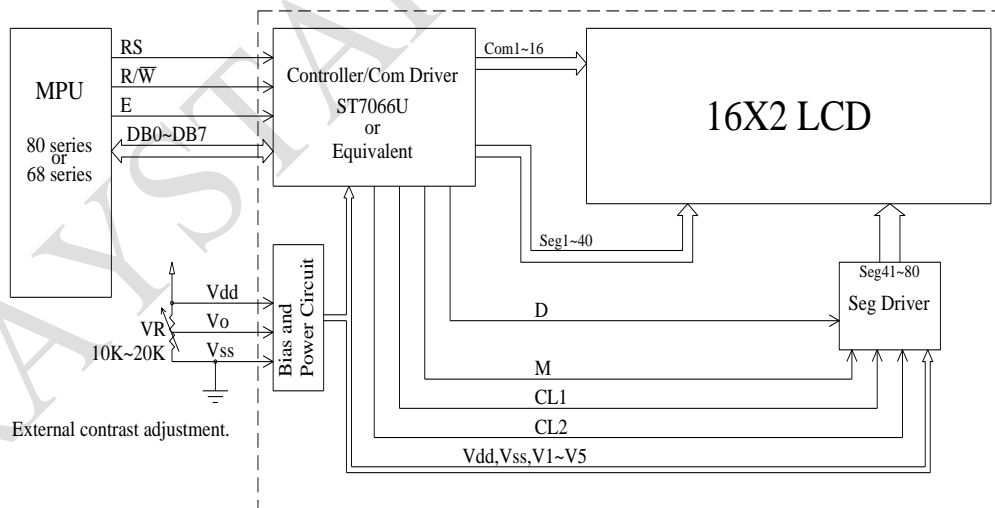 MPU
80 series
or
68 series
RS
R/W̅
E
DB0~DB7
Controller/Com Driver
ST7066U
or
Equivalent
Com1~16
16X2 LCD
Seg1~40
Seg41~80
Seg Driver
Bias and
Power Circuit
Vdd
Vo
Vss
VR
10K~20K
External contrast adjustment.
D
M
CL1
CL2
Vdd,Vss,V1~V5
AYSTA